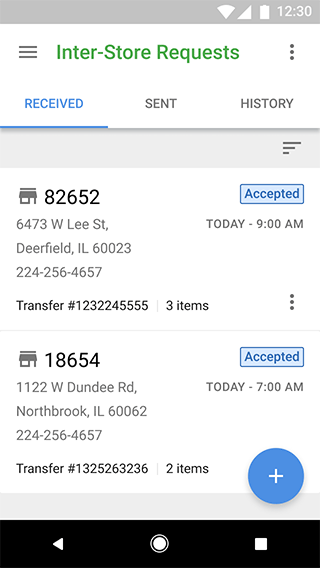 12:30
Inter-Store Requests
RECEIVED SENT HISTORY
82652 Accepted
6473 W Lee St, TODAY - 9:00 AM
Deerfield, IL 60023
224-256-4657
Transfer #1232245555 3 items
18654 Accepted
1122 W Dundee Rd, TODAY - 7:00 AM
Northbrook, IL 60062
224-256-4657
Transfer #1325263236 2 items